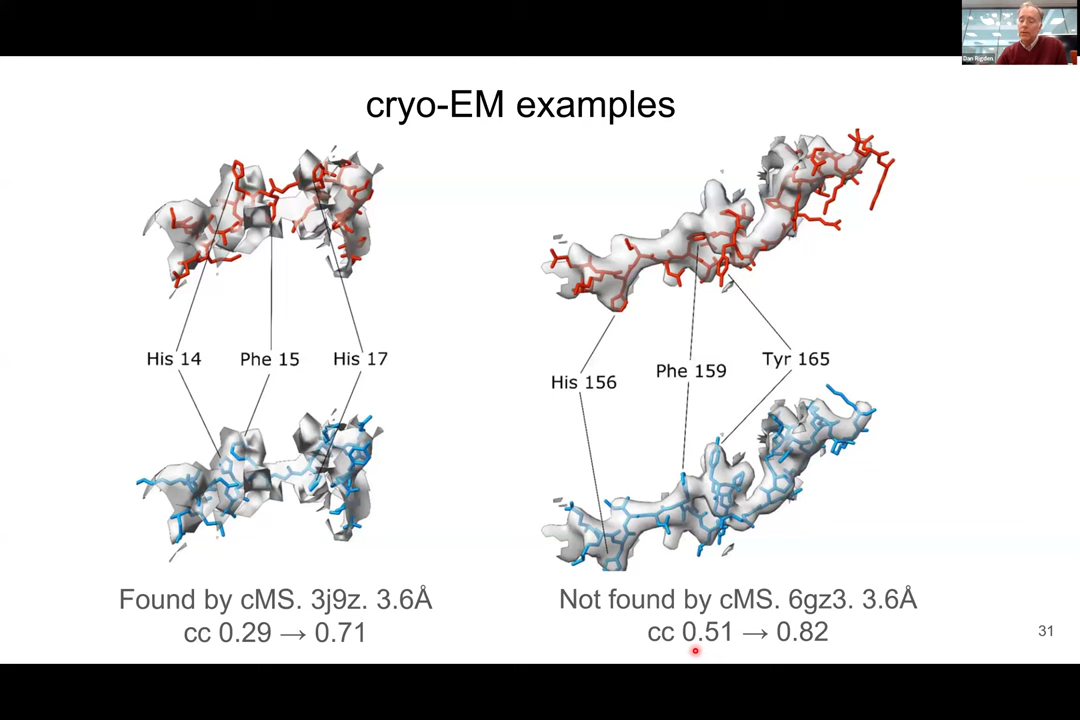 Dan Rigden
cryo-EM examples
His 14
Phe 15
His 17
His 156
Phe 159
Tyr 165
Found by cMS. 3j9z. 3.6Å
cc 0.29 → 0.71
Not found by cMS. 6gz3. 3.6Å
cc 0.51 → 0.82
31